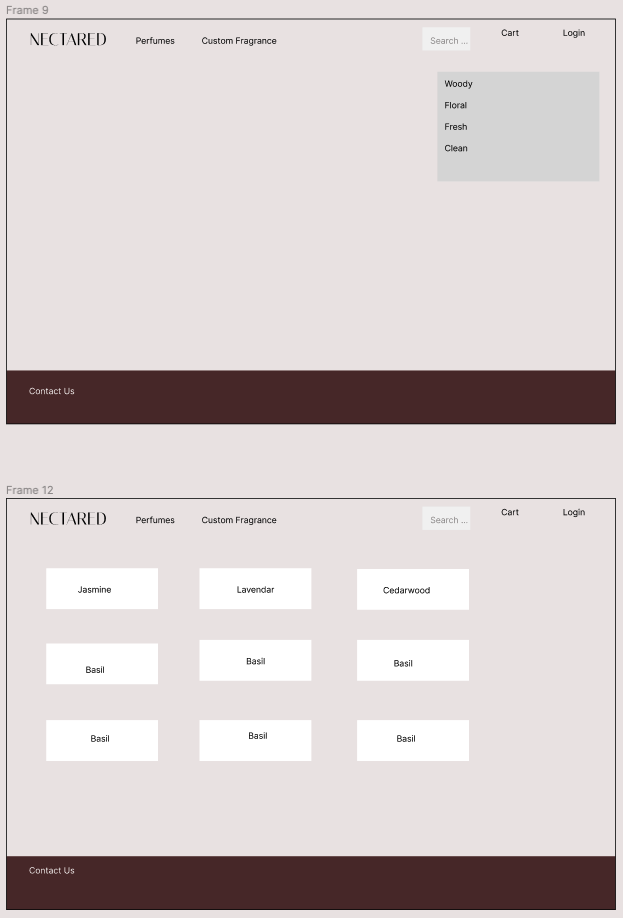 Frame 9
NECTARED Perfumes Custom Fragrance Search ... Cart Login
Woody
Floral
Fresh
Clean
Contact Us
Frame 12
NECTARED Perfumes Custom Fragrance Search ... Cart Login
Jasmine Lavendar Cedarwood
Basil Basil Basil
Basil Basil Basil
Contact Us